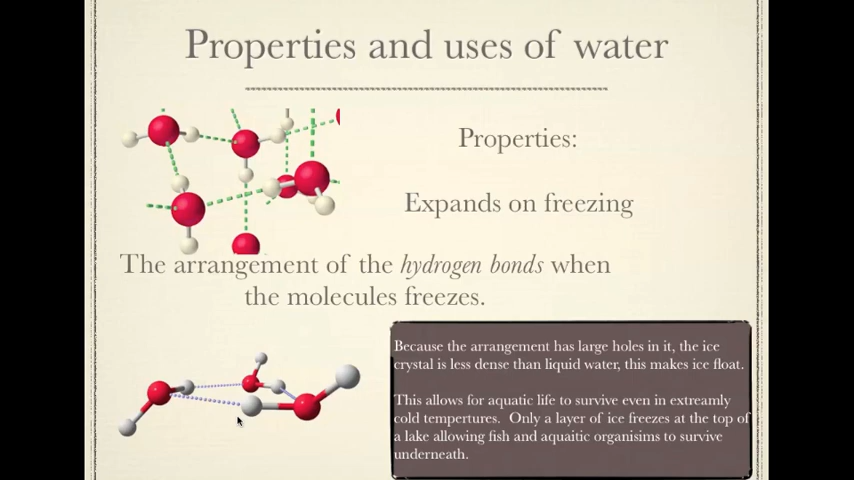 Properties and uses of water
Properties:
Expands on freezing
The arrangement of the hydrogen bonds when
the molecules freezes.
Because the arrangement has large holes in it, the ice
crystal is less dense than liquid water, this makes ice float.
This allows for aquatic life to survive even in extreamly
cold tempertures. Only a layer of ice freezes at the top of
a lake allowing fish and aquaitic organisims to survive
underneath.